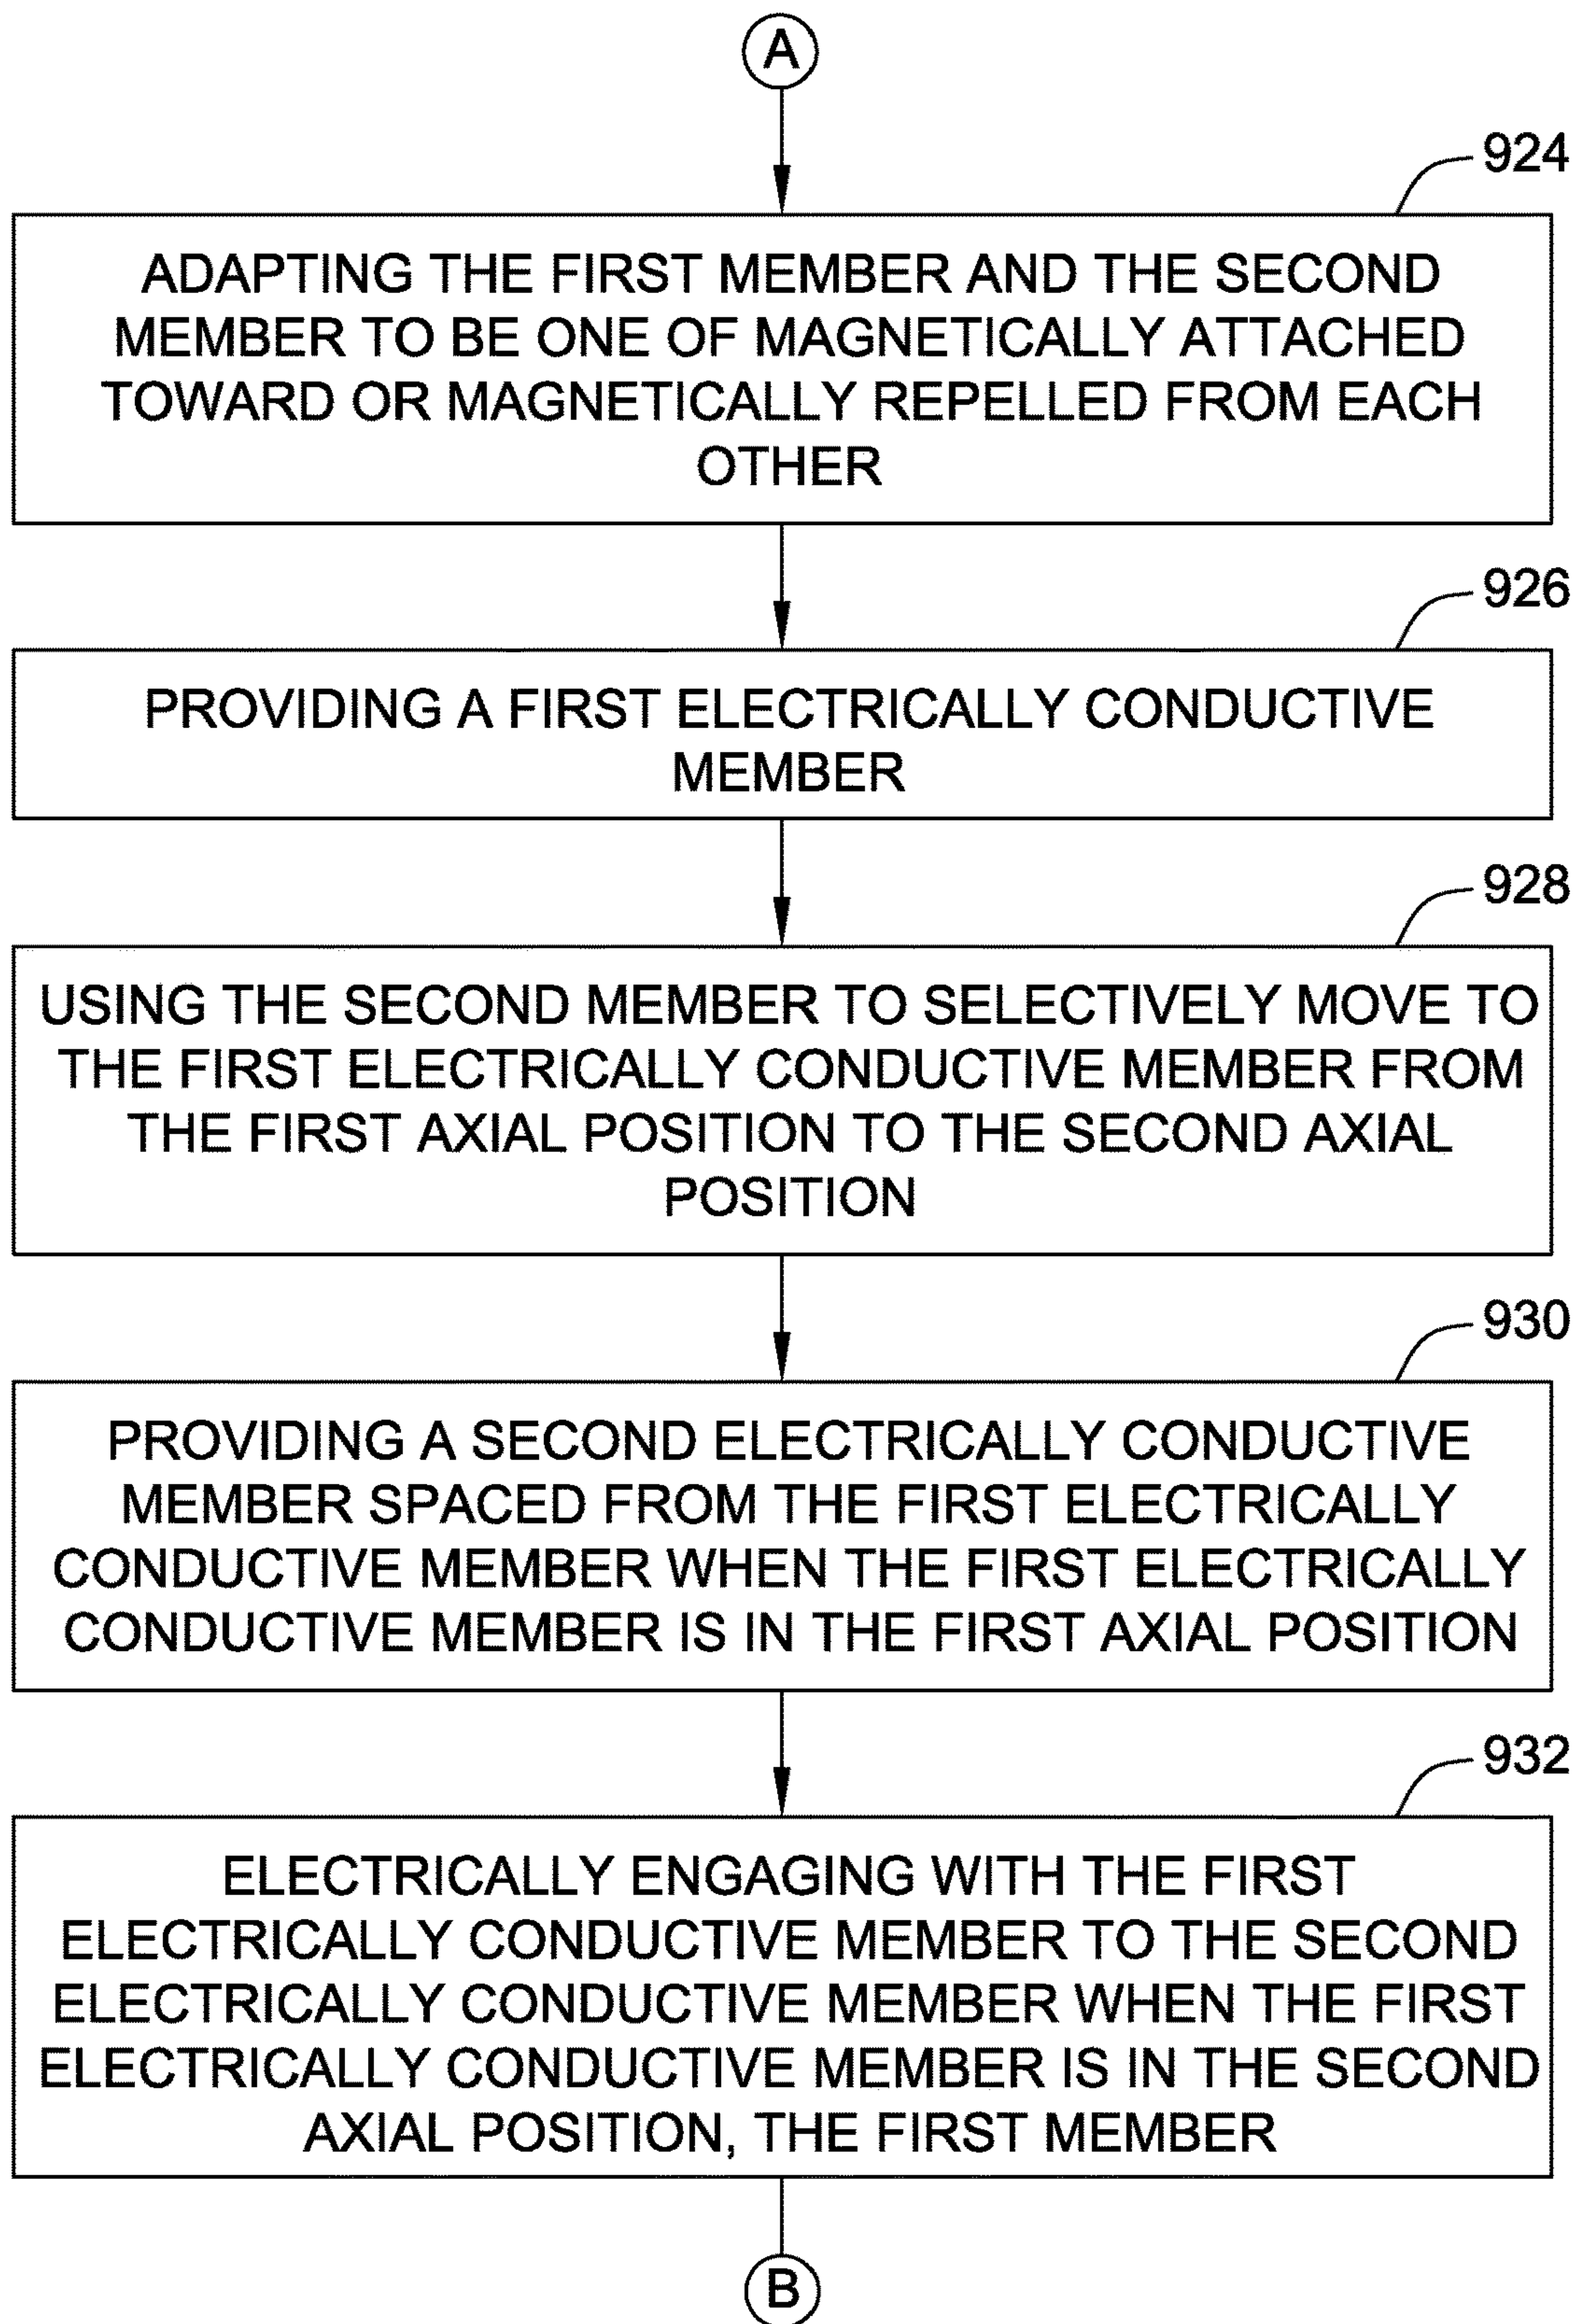 A
924
ADAPTING THE FIRST MEMBER AND THE SECOND
MEMBER TO BE ONE OF MAGNETICALLY ATTACHED
TOWARD OR MAGNETICALLY REPELLED FROM EACH
OTHER
926
PROVIDING A FIRST ELECTRICALLY CONDUCTIVE
MEMBER
928
USING THE SECOND MEMBER TO SELECTIVELY MOVE TO
THE FIRST ELECTRICALLY CONDUCTIVE MEMBER FROM
THE FIRST AXIAL POSITION TO THE SECOND AXIAL
POSITION
930
PROVIDING A SECOND ELECTRICALLY CONDUCTIVE
MEMBER SPACED FROM THE FIRST ELECTRICALLY
CONDUCTIVE MEMBER WHEN THE FIRST ELECTRICALLY
CONDUCTIVE MEMBER IS IN THE FIRST AXIAL POSITION
932
ELECTRICALLY ENGAGING WITH THE FIRST
ELECTRICALLY CONDUCTIVE MEMBER TO THE SECOND
ELECTRICALLY CONDUCTIVE MEMBER WHEN THE FIRST
ELECTRICALLY CONDUCTIVE MEMBER IS IN THE SECOND
AXIAL POSITION, THE FIRST MEMBER
B